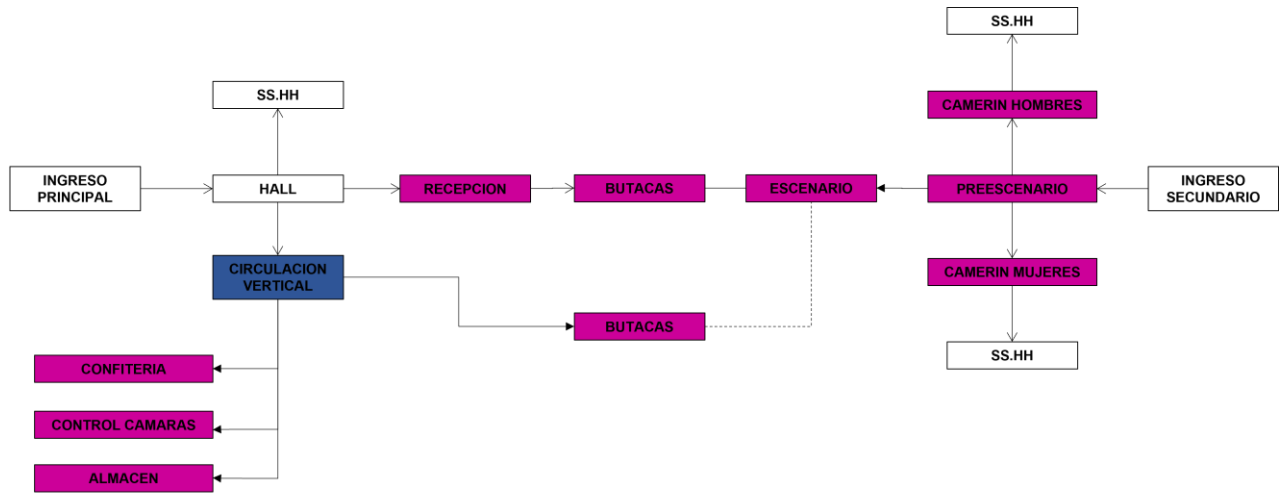 SS.HH
CAMERIN HOMBRES
SS.HH
INGRESO
PRINCIPAL
HALL
RECEPCION
BUTACAS
ESCENARIO
PREESCENARIO
INGRESO
SECUNDARIO
CIRCULACION
VERTICAL
CAMERIN MUJERES
BUTACAS
SS.HH
CONFITERIA
CONTROL CAMARAS
ALMACEN